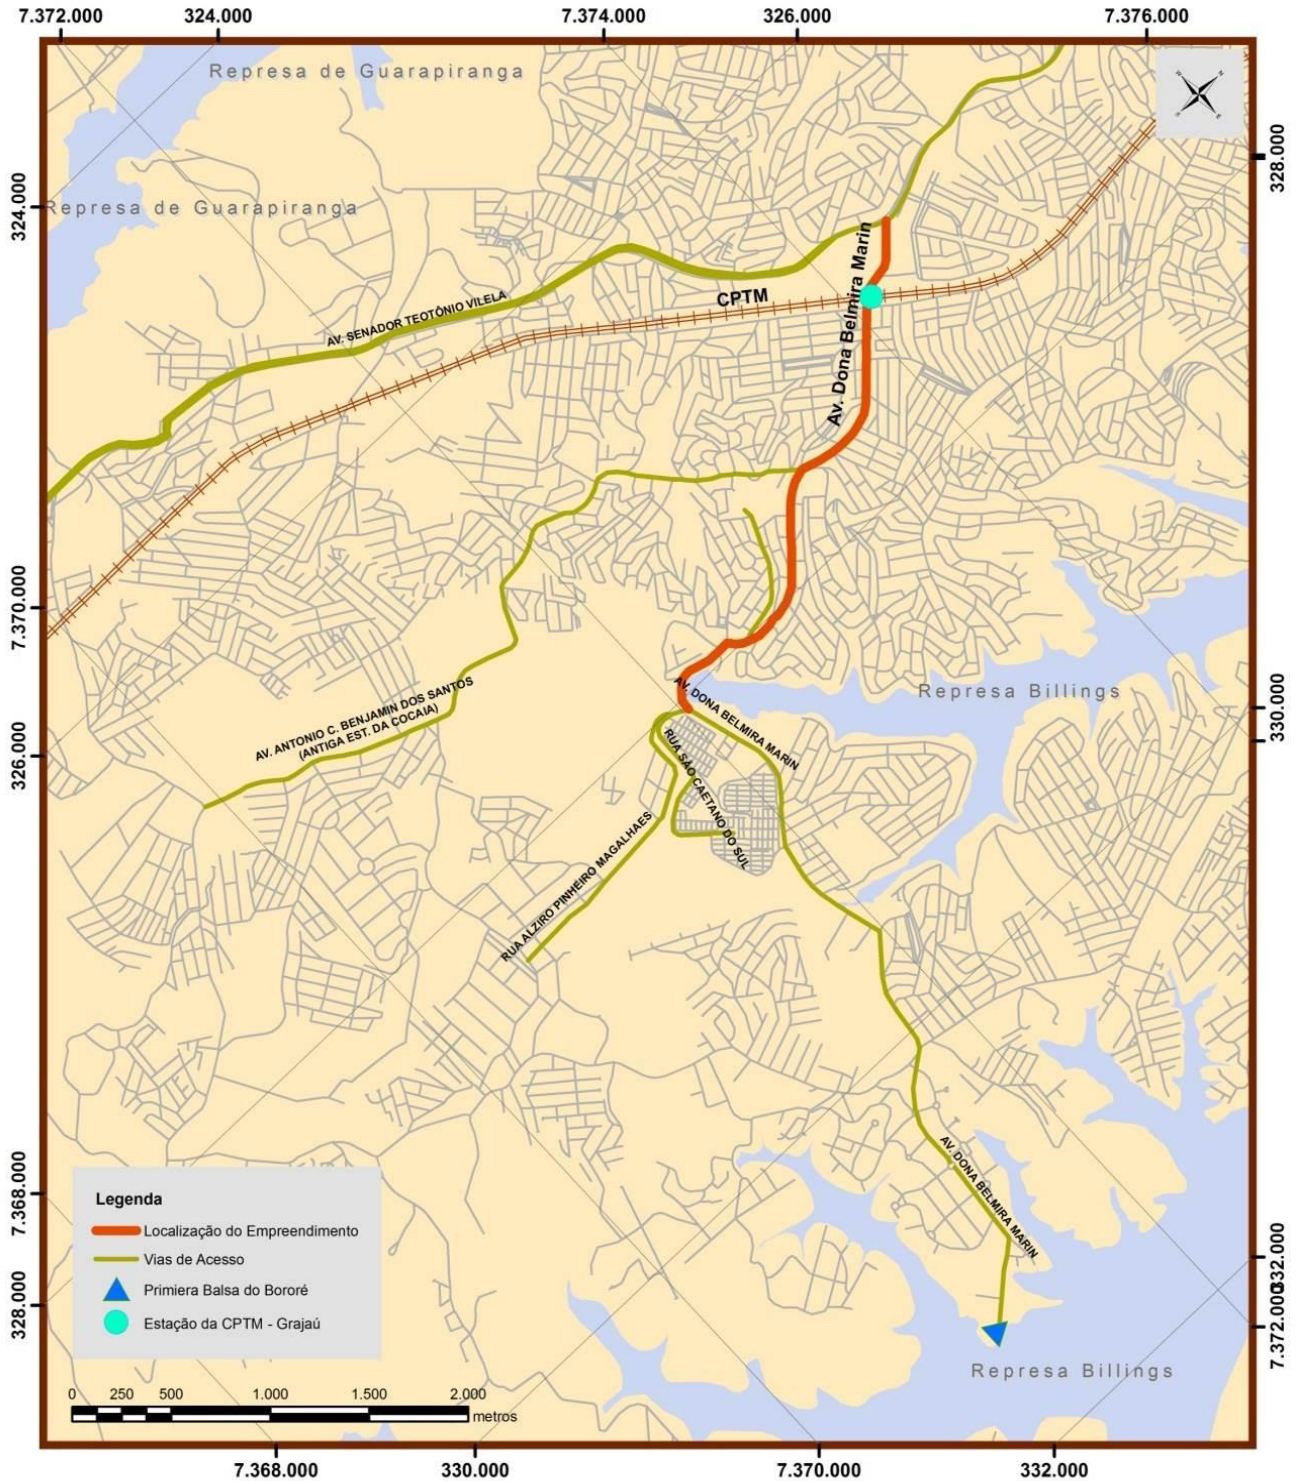 7.372.000
324.000
7.374.000
326.000
7.376.000
Represa de Guarapiranga
328.000
324.000
Represa de Guarapiranga
Av. Dona Belmira Marin
CPTM
AV. SENADOR TEOTÔNIO VILELA
7.370.000
326.000
AV. DONA BELMIRA MARIN
Represa Billings
330.000
AV. ANTONIO C. BENJAMIN DOS SANTOS
(ANTIGA EST. DA COCAIA)
RUA SÃO CAETANO DO SUL
RUA ALZIRO PINHEIRO MAGALHAES
AV. DONA BELMIRA MARIN
7.368.000
328.000
332.000
7.372.000
Legenda
Localização do Empreendimento
Vias de Acesso
Primiera Balsa do Bororé
Estação da CPTM - Grajaú
Represa Billings
0 250 500 1.000 1.500 2.000
metros
7.368.000
330.000
7.370.000
332.000